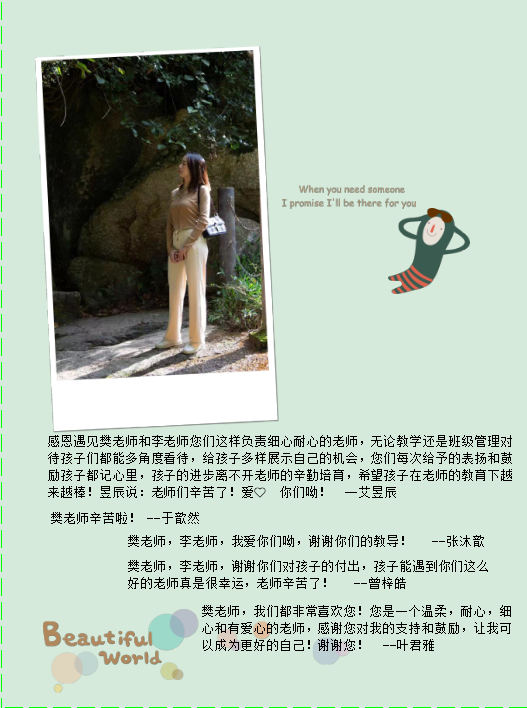 When you need someone
I promise I'll be there for you
感恩遇见樊老师和李老师您们这样负责细心耐心的老师，无论教学还是班级管理对
待孩子们都能多角度看待，给孩子多样展示自己的机会，您们每次给予的表扬和鼓
励孩子都记心里，孩子的进步离不开老师的辛勤培育，希望孩子在老师的教育下越
来越棒！昱辰说：老师们辛苦了！爱♡ 你们呦！ —艾昱辰
樊老师辛苦啦！ --于歆然
樊老师，李老师，我爱你们呦，谢谢你们的教导！ --张沐歆
樊老师，李老师，谢谢你们对孩子的付出，孩子能遇到你们这么
好的老师真是很幸运，老师辛苦了！ --曾梓皓
樊老师，我们都非常喜欢您！您是一个温柔，耐心，细
心和有爱心的老师，感谢您对我的支持和鼓励，让我可
以成为更好的自己！谢谢您！ --叶君雅
Beautiful
World